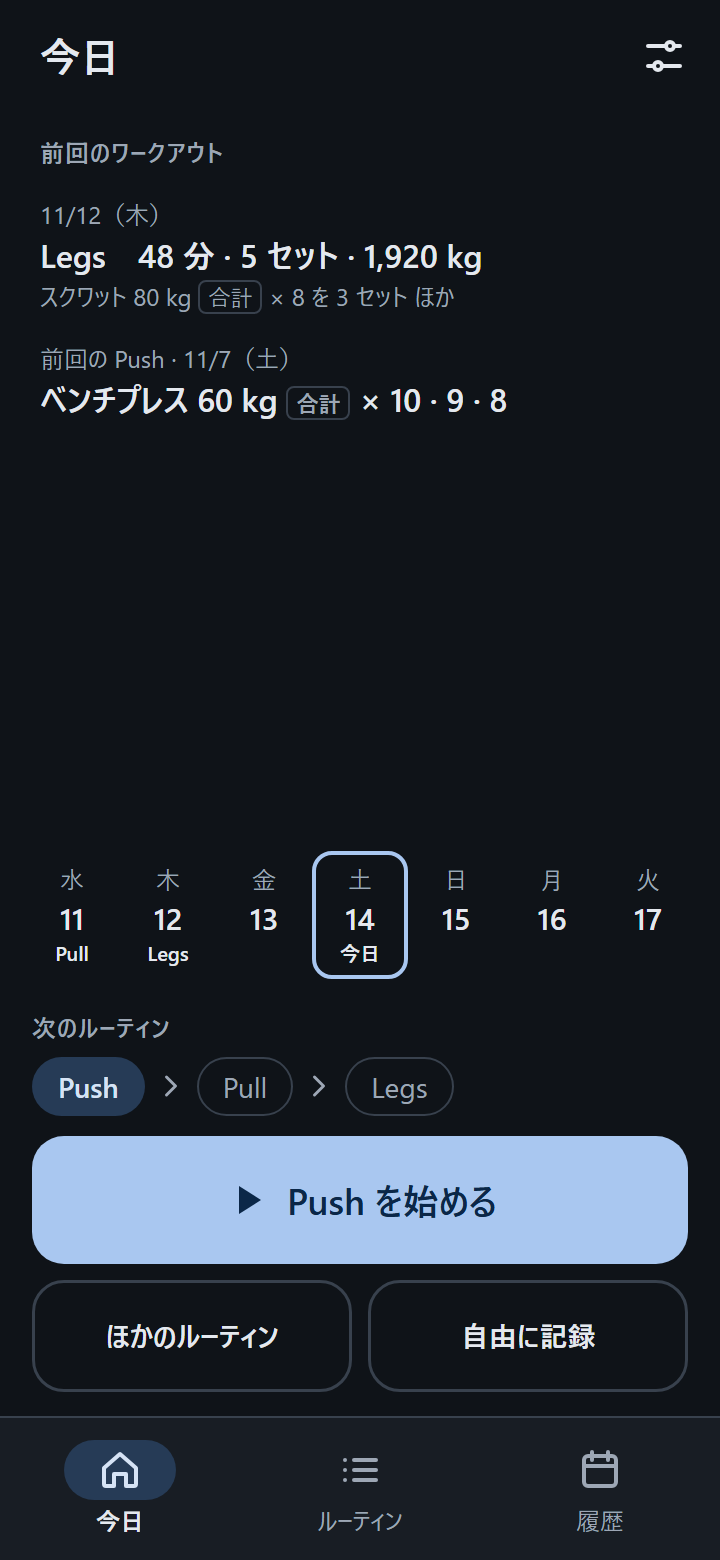 今日
前回のワークアウト
11/12（木）
Legs　48 分 · 5 セット · 1,920 kg
スクワット 80 kg 合計 × 8 を 3 セット ほか
前回の Push · 11/7（土）
ベンチプレス 60 kg 合計 × 10 · 9 · 8
水 木 金 土 日 月 火
11 12 13 14 15 16 17
Pull Legs 今日
次のルーティン
Push Pull Legs
Push を始める
ほかのルーティン 自由に記録
今日 ルーティン 履歴